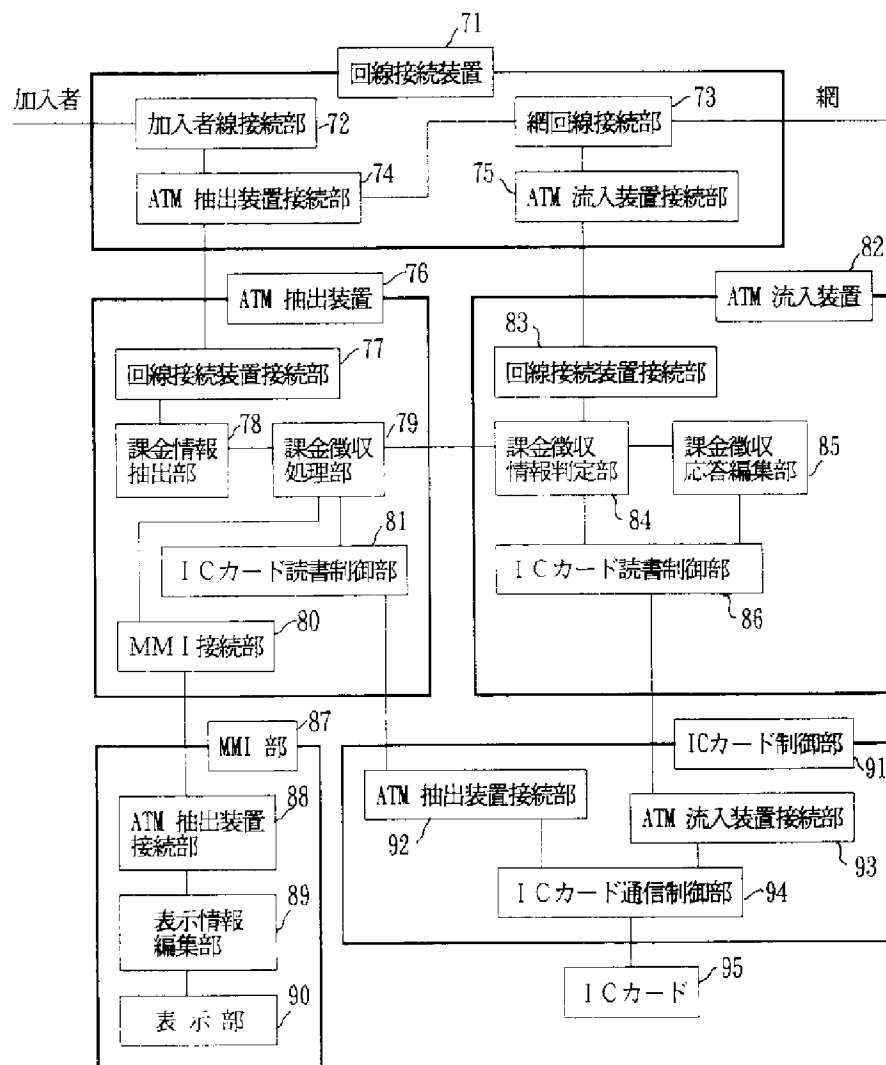 71
回線接続装置
加入者
網
加入者線接続部
72
網回線接続部
73
ATM 抽出装置接続部
74
75
ATM 流入装置接続部
76
ATM 抽出装置
82
ATM 流入装置
77
回線接続装置接続部
83
回線接続装置接続部
課金情報
抽出部
78
課金徴収
処理部
79
課金徴収
情報判定部
84
課金徴収
応答編集部
85
81
ＩＣカード読書制御部
ＩＣカード読書制御部
86
80
ＭＭＩ接続部
87
MMI 部
ICカード制御部
91
88
ATM 抽出装置
接続部
ATM 抽出装置接続部
92
ATM 流入装置接続部
93
89
表示情報
編集部
ＩＣカード通信制御部
94
90
表 示 部
95
ＩＣカード